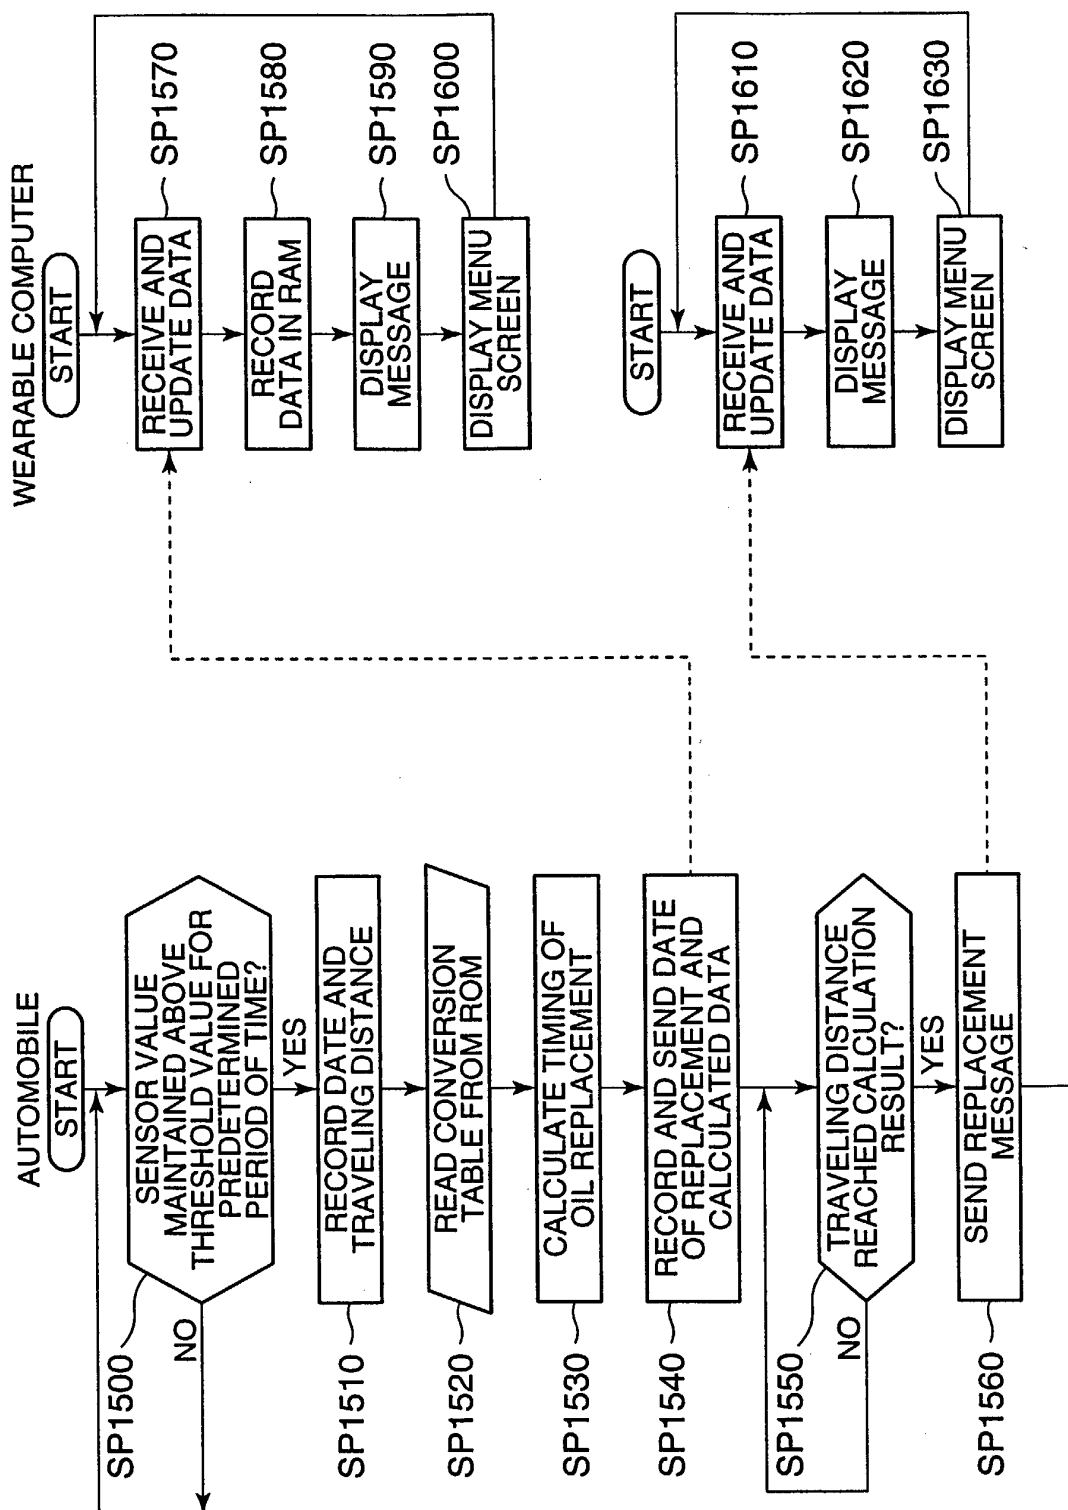 AUTOMOBILE
START
SP1500
SENSOR VALUE
MAINTAINED ABOVE
THRESHOLD VALUE FOR
PREDETERMINED
PERIOD OF TIME?
NO
YES
SP1510
RECORD DATE AND
TRAVELING DISTANCE
SP1520
READ CONVERSION
TABLE FROM ROM
SP1530
CALCULATE TIMING OF
OIL REPLACEMENT
SP1540
RECORD AND SEND DATE
OF REPLACEMENT AND
CALCULATED DATA
SP1550
TRAVELING DISTANCE
REACHED CALCULATION
RESULT?
NO
YES
SP1560
SEND REPLACEMENT
MESSAGE
WEARABLE COMPUTER
START
RECEIVE AND
UPDATE DATA
SP1570
RECORD
DATA IN RAM
SP1580
DISPLAY
MESSAGE
SP1590
DISPLAY MENU
SCREEN
SP1600
START
RECEIVE AND
UPDATE DATA
SP1610
DISPLAY
MESSAGE
SP1620
DISPLAY MENU
SCREEN
SP1630